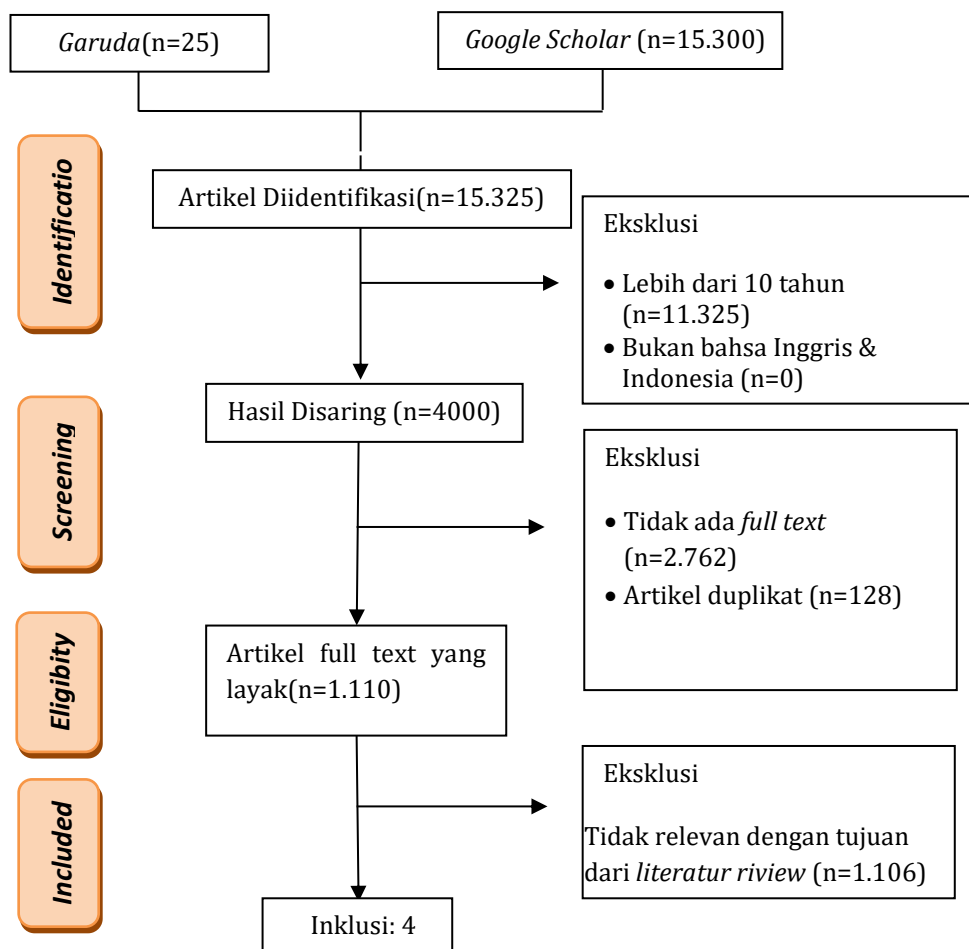 Garuda(n=25)
Google Scholar (n=15.300)
Identificatio
Artikel Diidentifikasi(n=15.325)
Eksklusi
• Lebih dari 10 tahun
(n=11.325)
• Bukan bahsa Inggris &
Indonesia (n=0)
Screening
Hasil Disaring (n=4000)
Eksklusi
• Tidak ada full text
(n=2.762)
• Artikel duplikat (n=128)
Eligibity
Artikel full text yang
layak(n=1.110)
Included
Eksklusi
Tidak relevan dengan tujuan
dari literatur riview (n=1.106)
Inklusi: 4